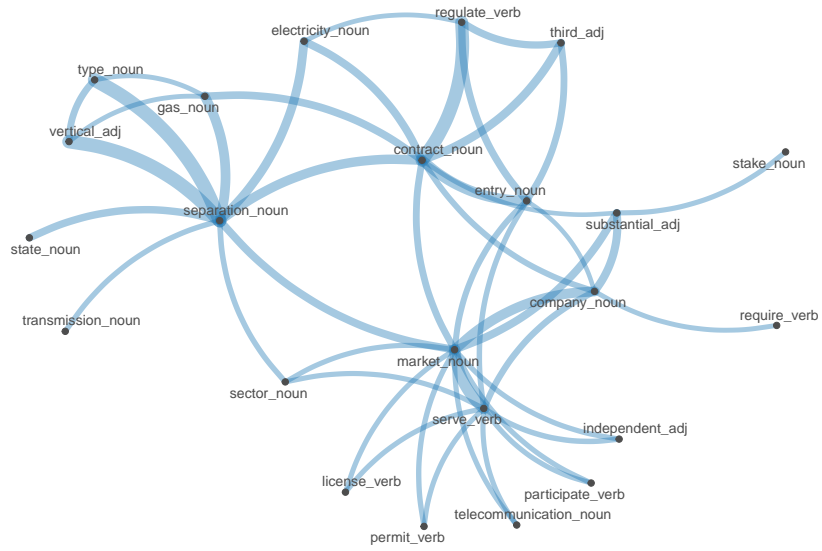 regulate_verb
electricity_noun
third_adj
type_noun
gas_noun
vertical_adj
contract_noun
stake_noun
entry_noun
separation_noun
substantial_adj
state_noun
company_noun
transmission_noun
require_verb
market_noun
sector_noun
serve_verb
independent_adj
license_verb
participate_verb
telecommunication_noun
permit_verb